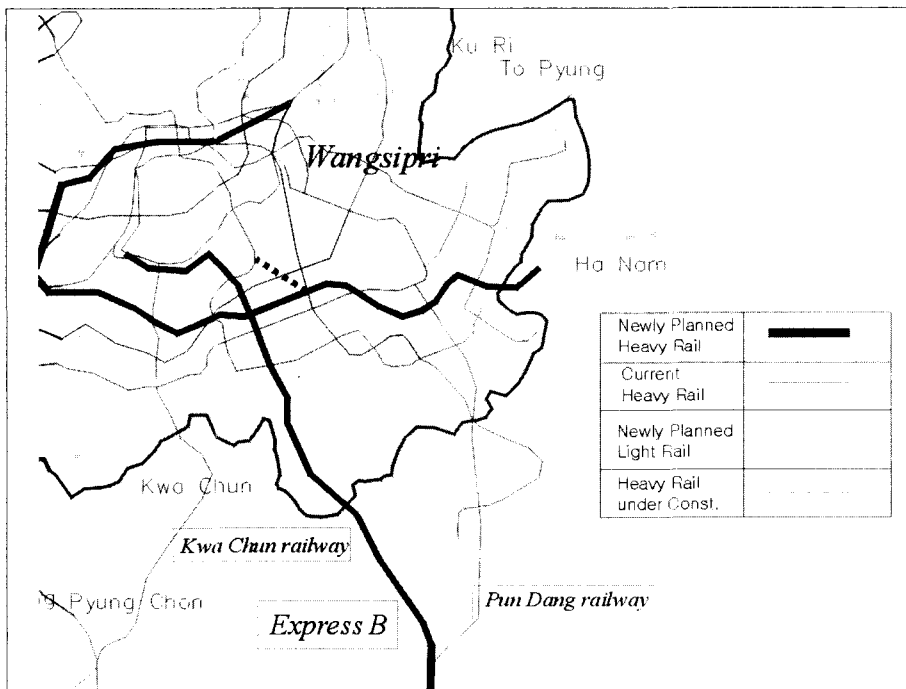 Ku Ri
To Pyung
Wangsipri
Ha Nam
Newly Planned
Heavy Rail
Current
Heavy Rail
Newly Planned
Light Rail
Heavy Rail
under Const.
Kwa Chun
Kwa Chun railway
g Pyung Chon
Express B
Pun Dang railway